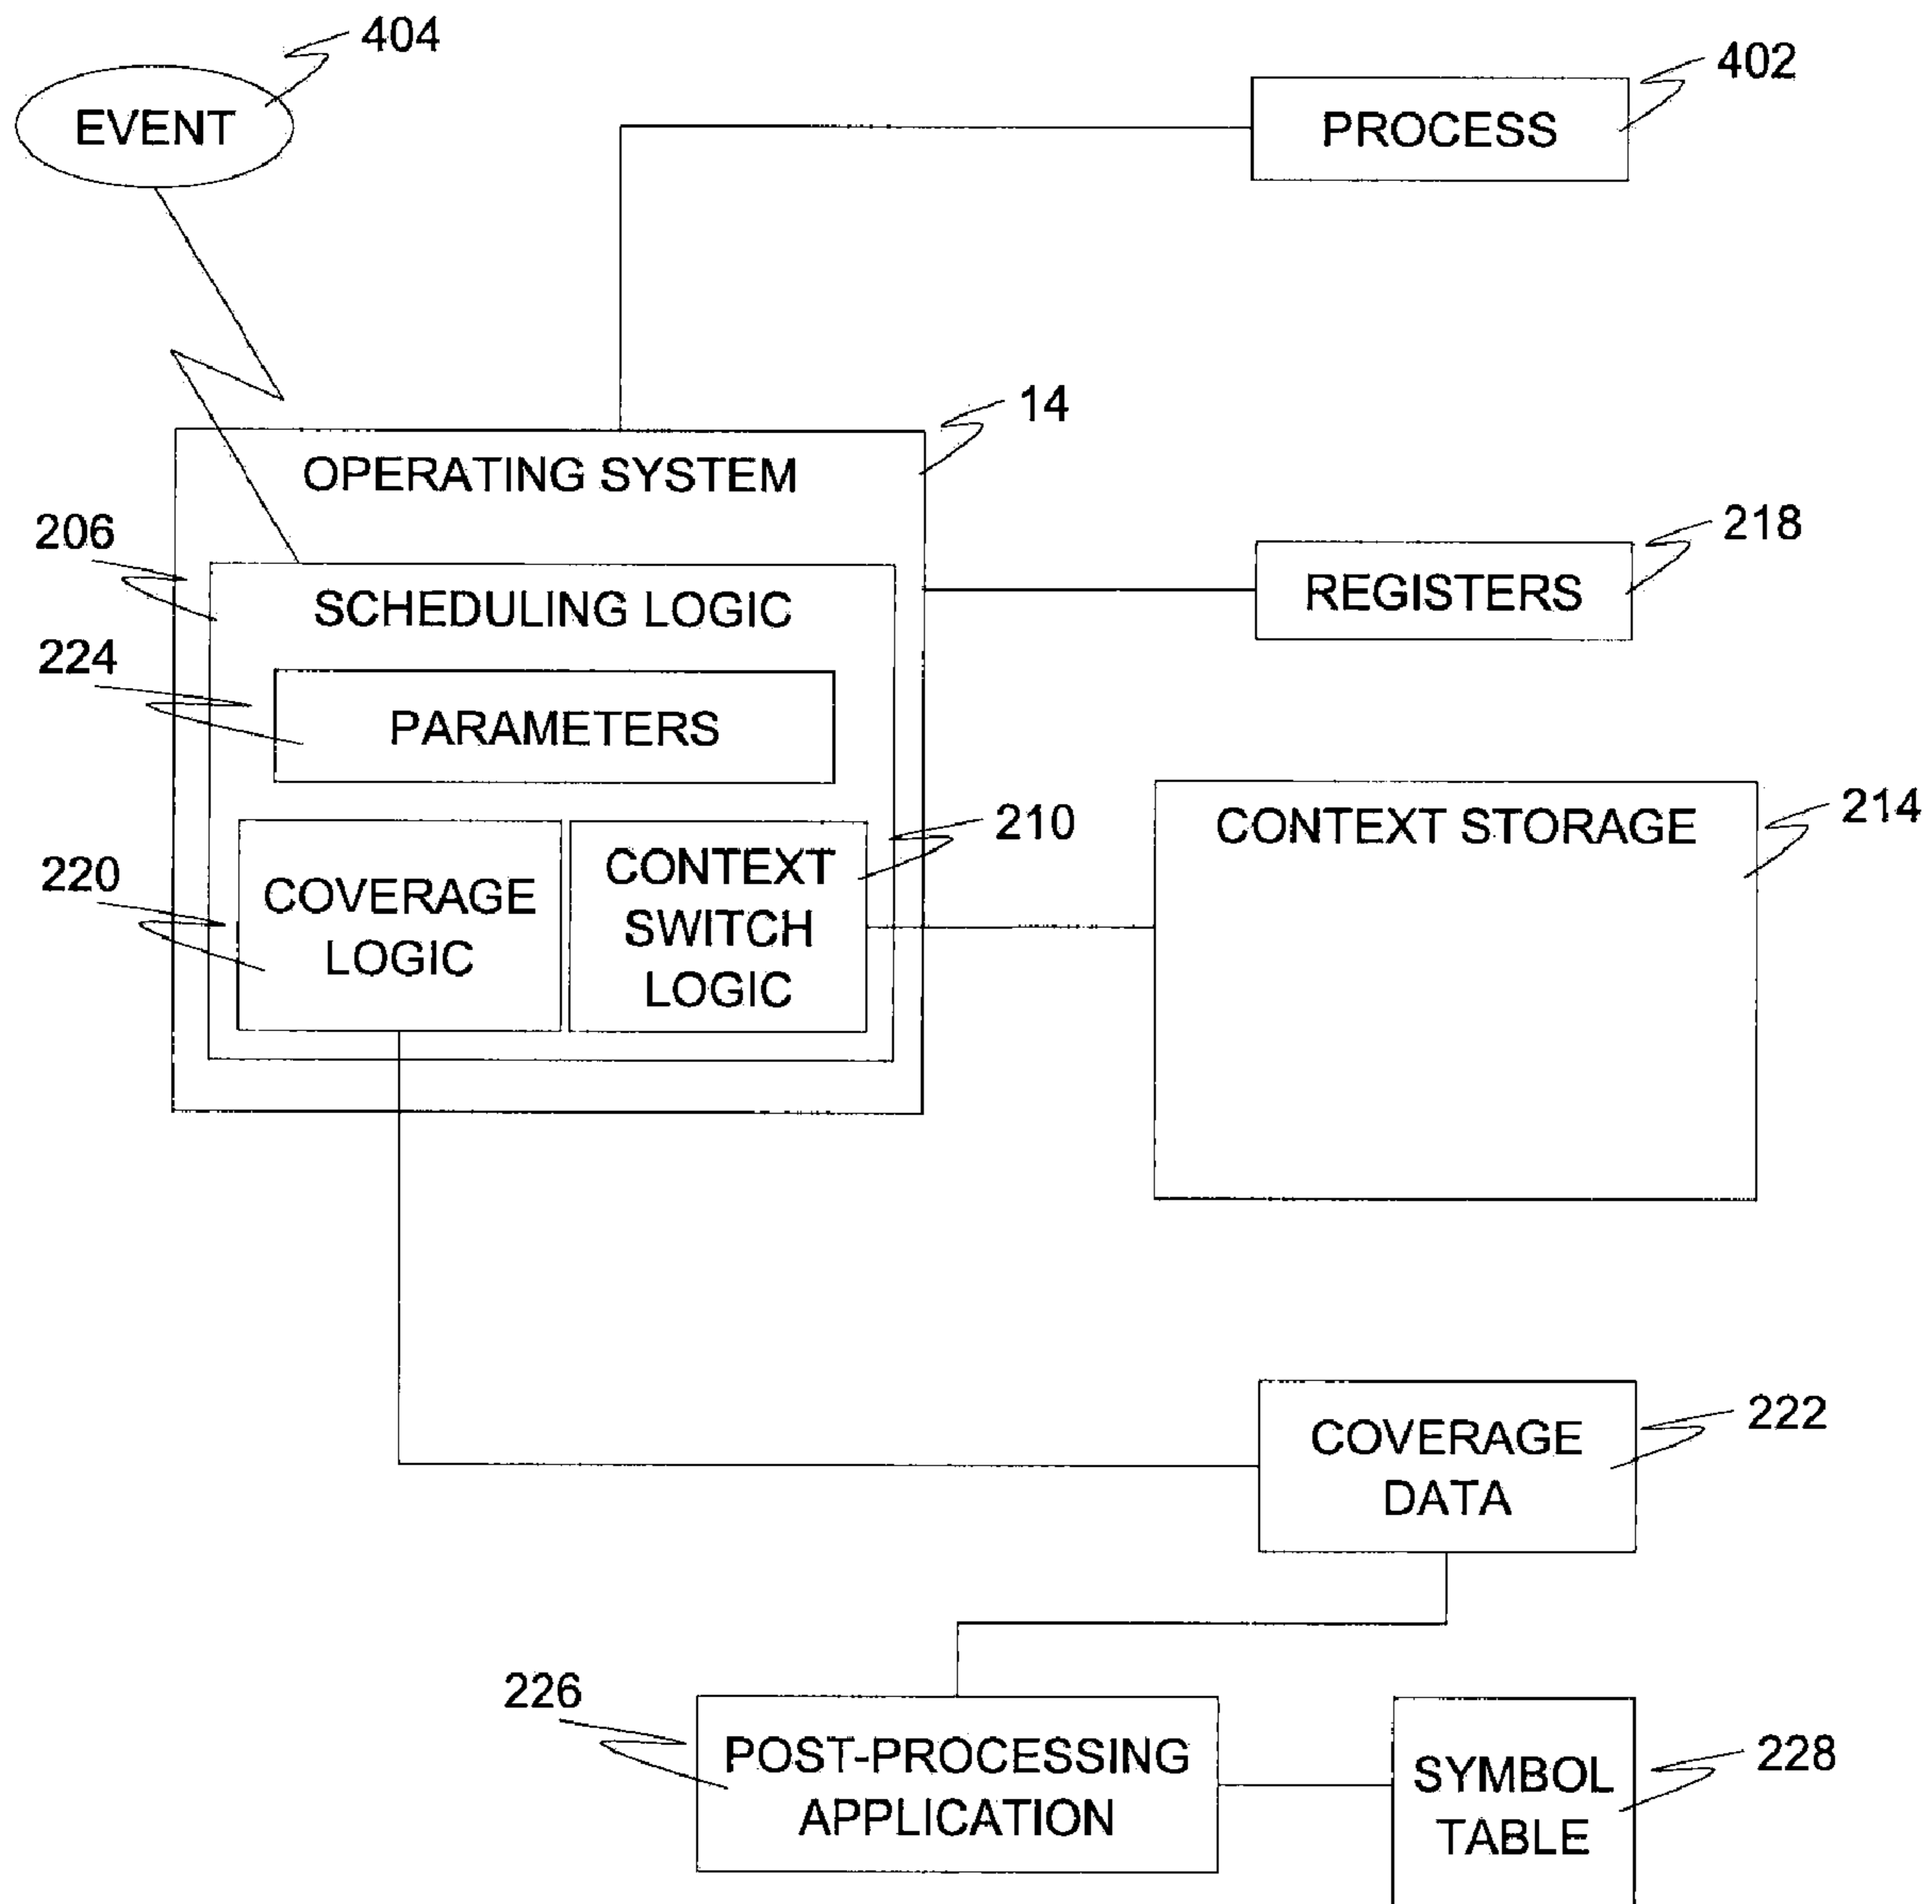 404
EVENT
402
PROCESS
14
OPERATING SYSTEM
206
SCHEDULING LOGIC
218
REGISTERS
224
PARAMETERS
210
CONTEXT STORAGE
214
220
COVERAGE
LOGIC
CONTEXT
SWITCH
LOGIC
222
COVERAGE
DATA
226
POST-PROCESSING
APPLICATION
228
SYMBOL
TABLE